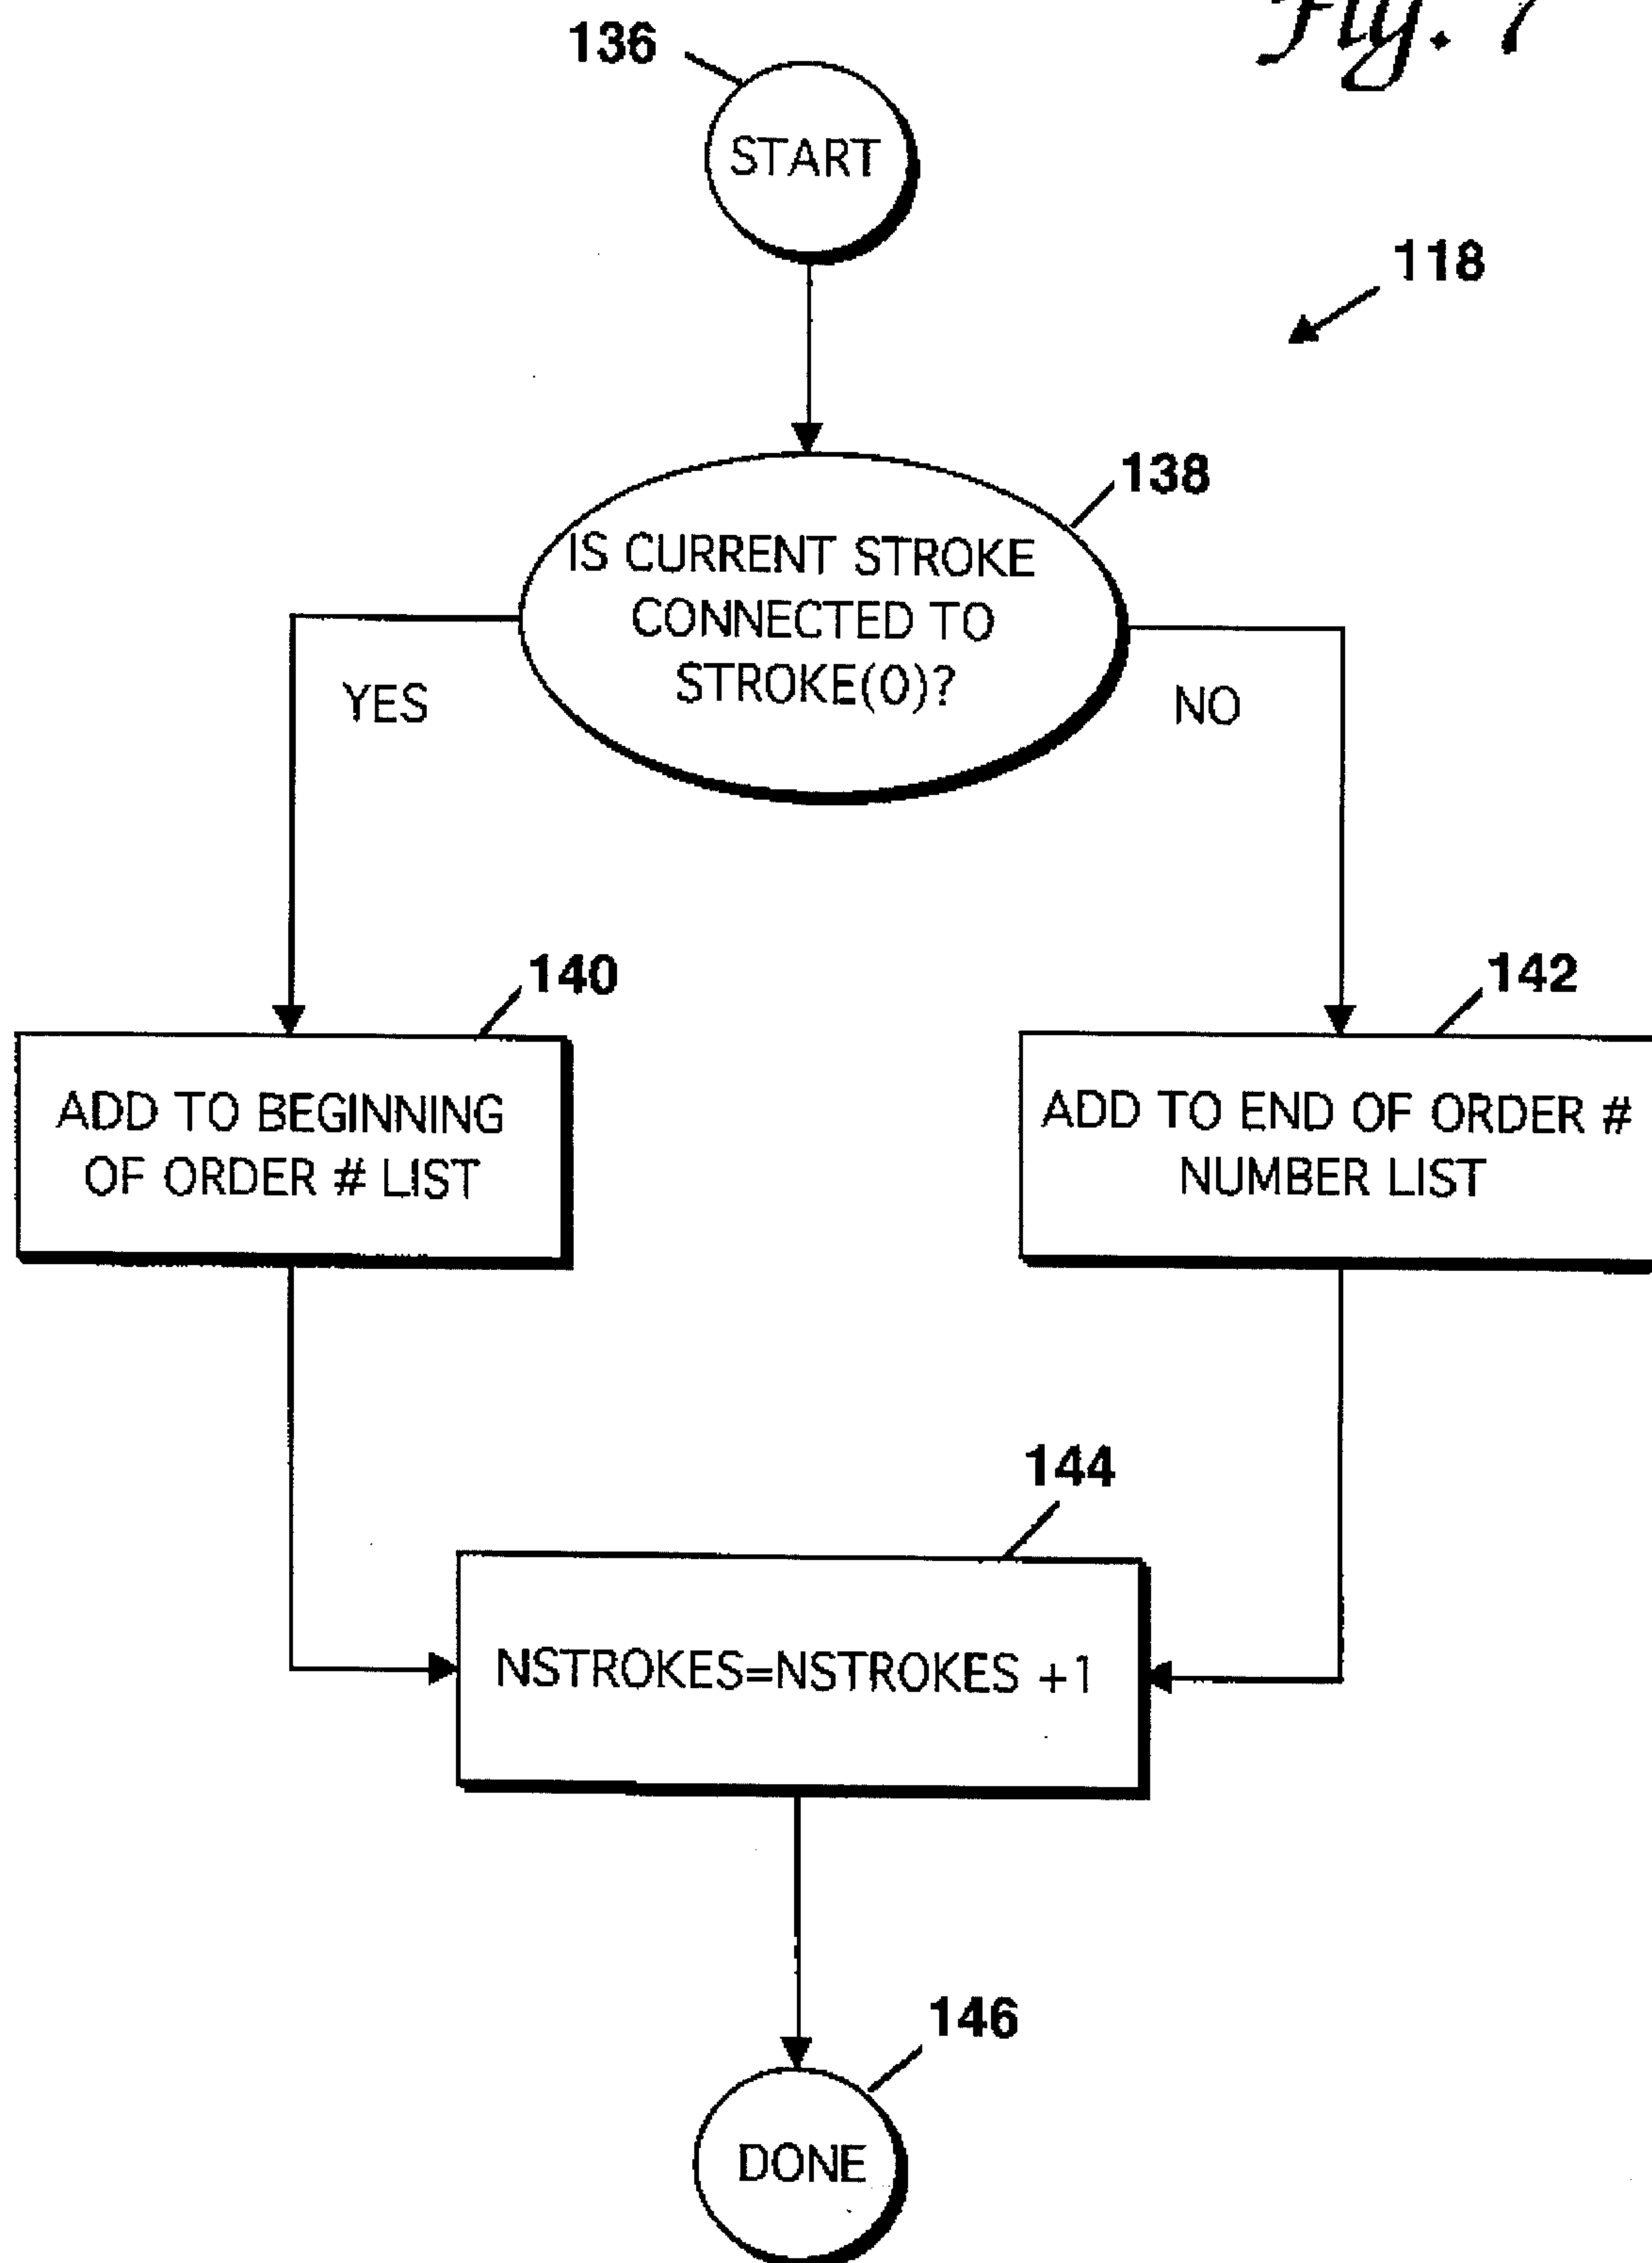 Fig. 7
136
START
118
138
IS CURRENT STROKE
CONNECTED TO
STROKE(0)?
YES
NO
140
142
ADD TO BEGINNING
OF ORDER # LIST
ADD TO END OF ORDER #
NUMBER LIST
144
NSTROKES=NSTROKES +1
146
DONE